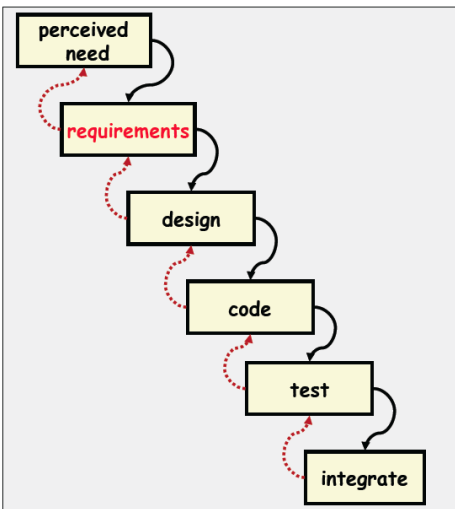 perceived
need
requirements
design
code
test
integrate